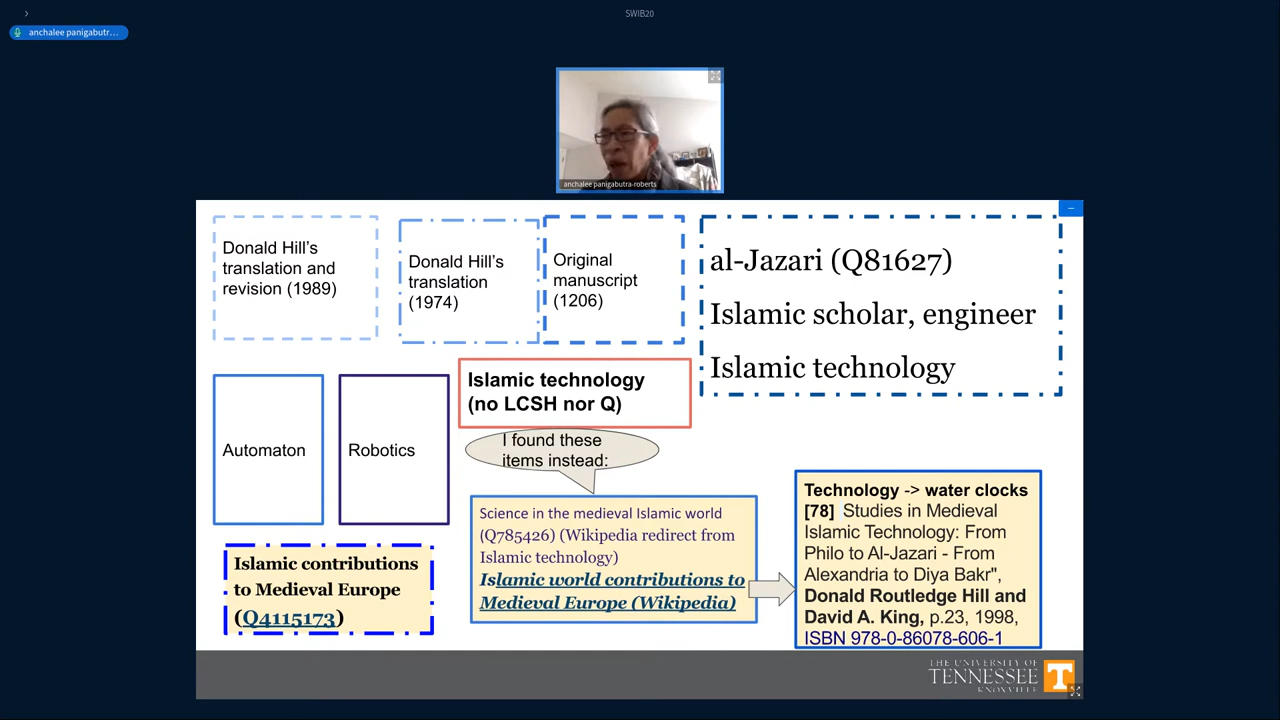 SWIB20
anchalee panigabutr...
anchalee panigabutra-roberts
Donald Hill's
translation and
revision (1989)
Donald Hill's
translation
(1974)
Original
manuscript
(1206)
al-Jazari (Q81627)
Islamic scholar, engineer
Islamic technology
Islamic technology
(no LCSH nor Q)
Automaton
Robotics
I found these
items instead:
Science in the medieval Islamic world
(Q785426) (Wikipedia redirect from
Islamic technology)
Islamic world contributions to
Medieval Europe (Wikipedia)
Technology -> water clocks
[78] Studies in Medieval
Islamic Technology: From
Philo to Al-Jazari - From
Alexandria to Diya Bakr",
Donald Routledge Hill and
David A. King, p.23, 1998,
ISBN 978-0-86078-606-1
Islamic contributions
to Medieval Europe
(Q4115173)
THE UNIVERSITY OF
TENNESSEE
KNOXVILLE
T